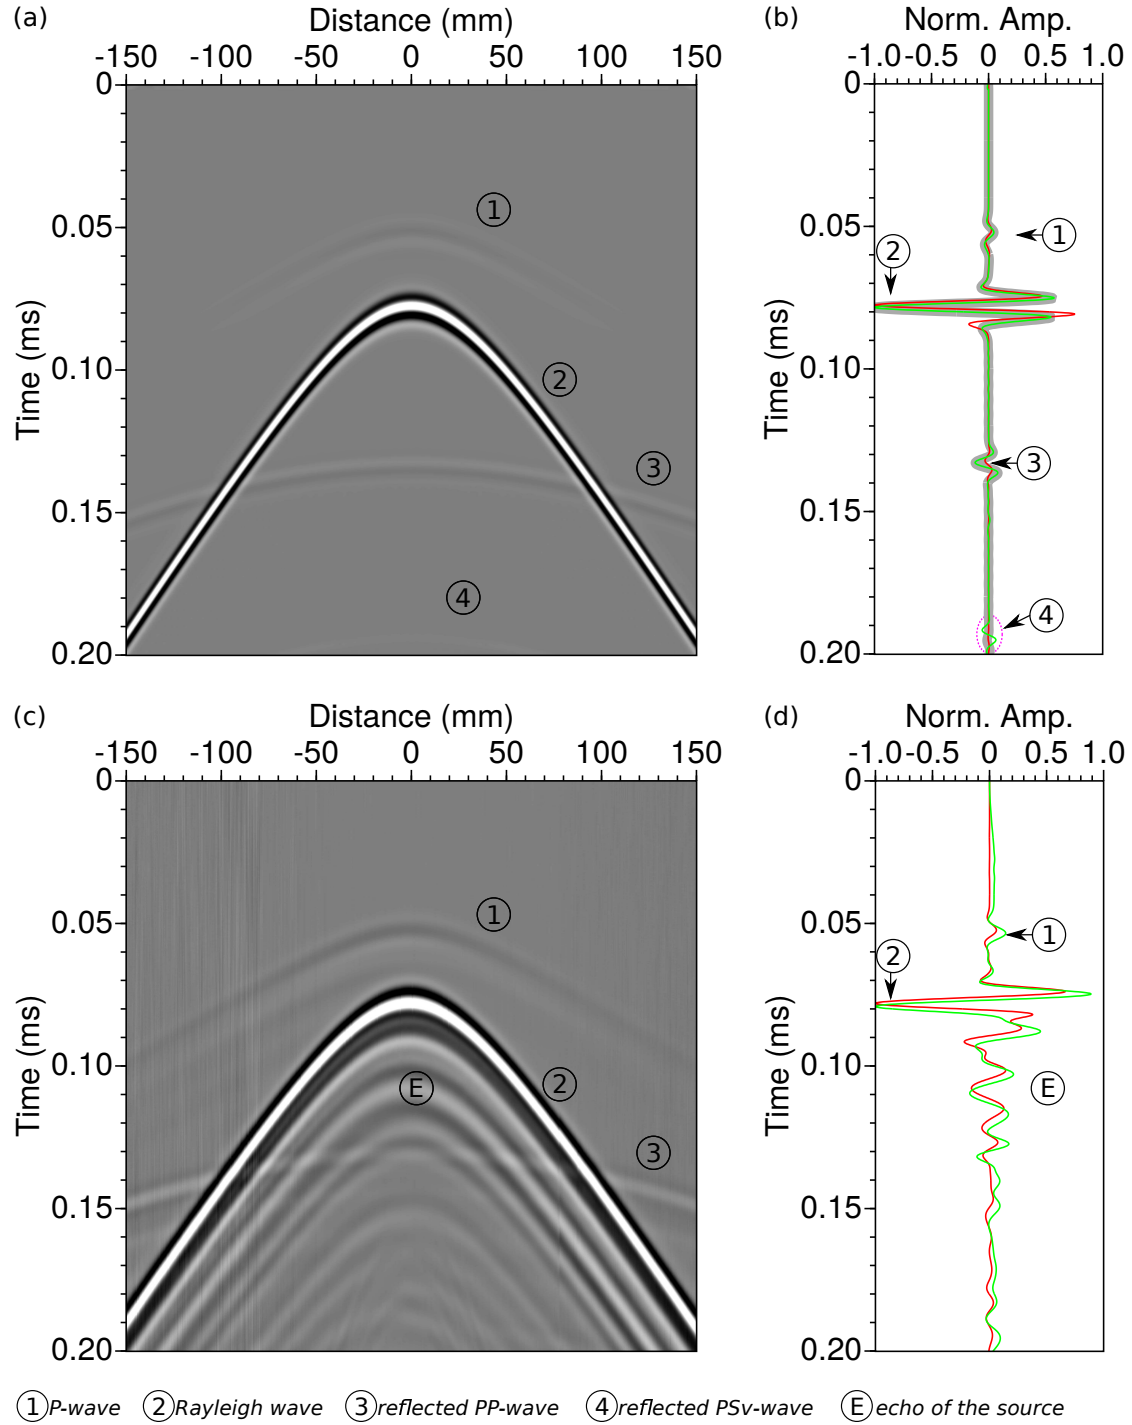 (a) Distance (mm) (b) Norm. Amp.
-150 -100 -50 0 50 100 150 -1.0 -0.5 0 0.5 1.0
0 0
1
0.05 0.05
1
2
Time (ms) Time (ms)
0.10 0.10
2
3 3
0.15 0.15
4 4
0.20 0.20
(c) Distance (mm) (d) Norm. Amp.
-150 -100 -50 0 50 100 150 -1.0 -0.5 0 0.5 1.0
0 0
1
0.05 0.05
1
2
Time (ms) Time (ms)
0.10 0.10
E 2 E
3
0.15 0.15
0.20 0.20
1 P-wave 2 Rayleigh wave 3 reflected PP-wave 4 reflected PSv-wave E echo of the source